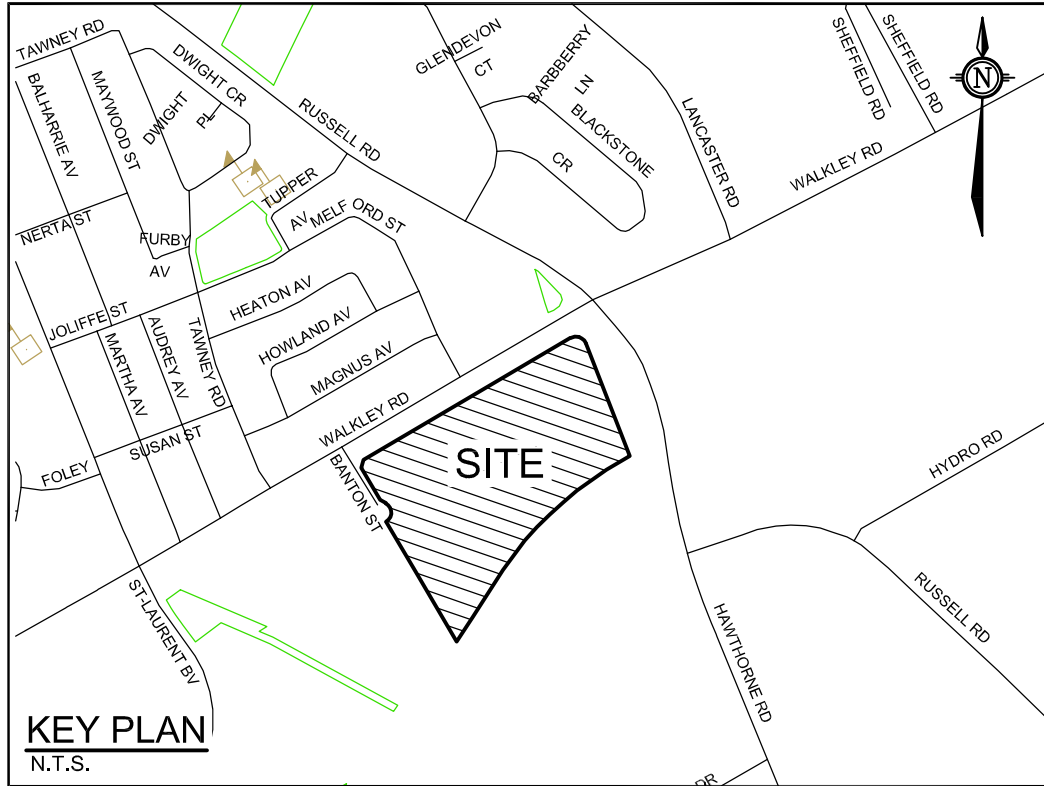 TAWNEY RD
BALHARRIE AV
MAYWOOD ST
DWIGHT CR
DWIGHT
PL
RUSSELL RD
GLENDEVON
CT
BARBBERRY
LN
BLACKSTONE
CR
LANCASTER RD
SHEFFIELD RD
SHEFFIELD RD
N
WALKLEY RD
NERTA ST
FURBY
AV
TUPPER
AV
MELF ORD ST
JOLIFFE ST
HEATON AV
HOWLAND AV
MAGNUS AV
MARTHA AV
AUDREY AV
TAWNEY RD
SUSAN ST
FOLEY
WALKLEY RD
BANTON ST
SITE
HYDRO RD
RUSSELL RD
ST-LAURENT BV
HAWTHORNE RD
DR
KEY PLAN
N.T.S.